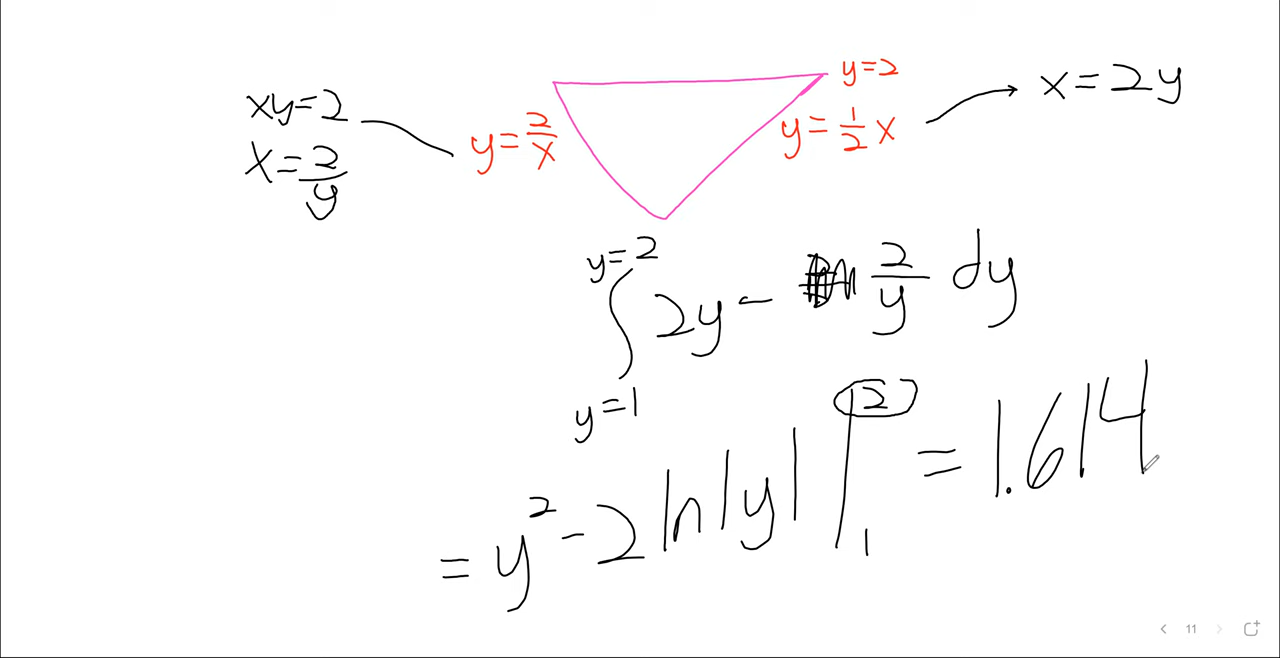 y=2
x=2y
xy=2
y=2/x
y=1/2 x
x=2/y
y=2
∫ 2y - 2/y dy
y=1
= y² - 2 ln|y| |₁² = 1.614
11